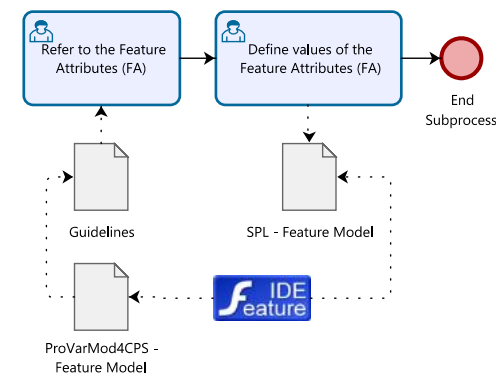 Refer to the Feature
Attributes (FA)
Define values of the
Feature Attributes (FA)
End
Subprocess
Guidelines
SPL - Feature Model
IDE
Feature
ProVarMod4CPS -
Feature Model